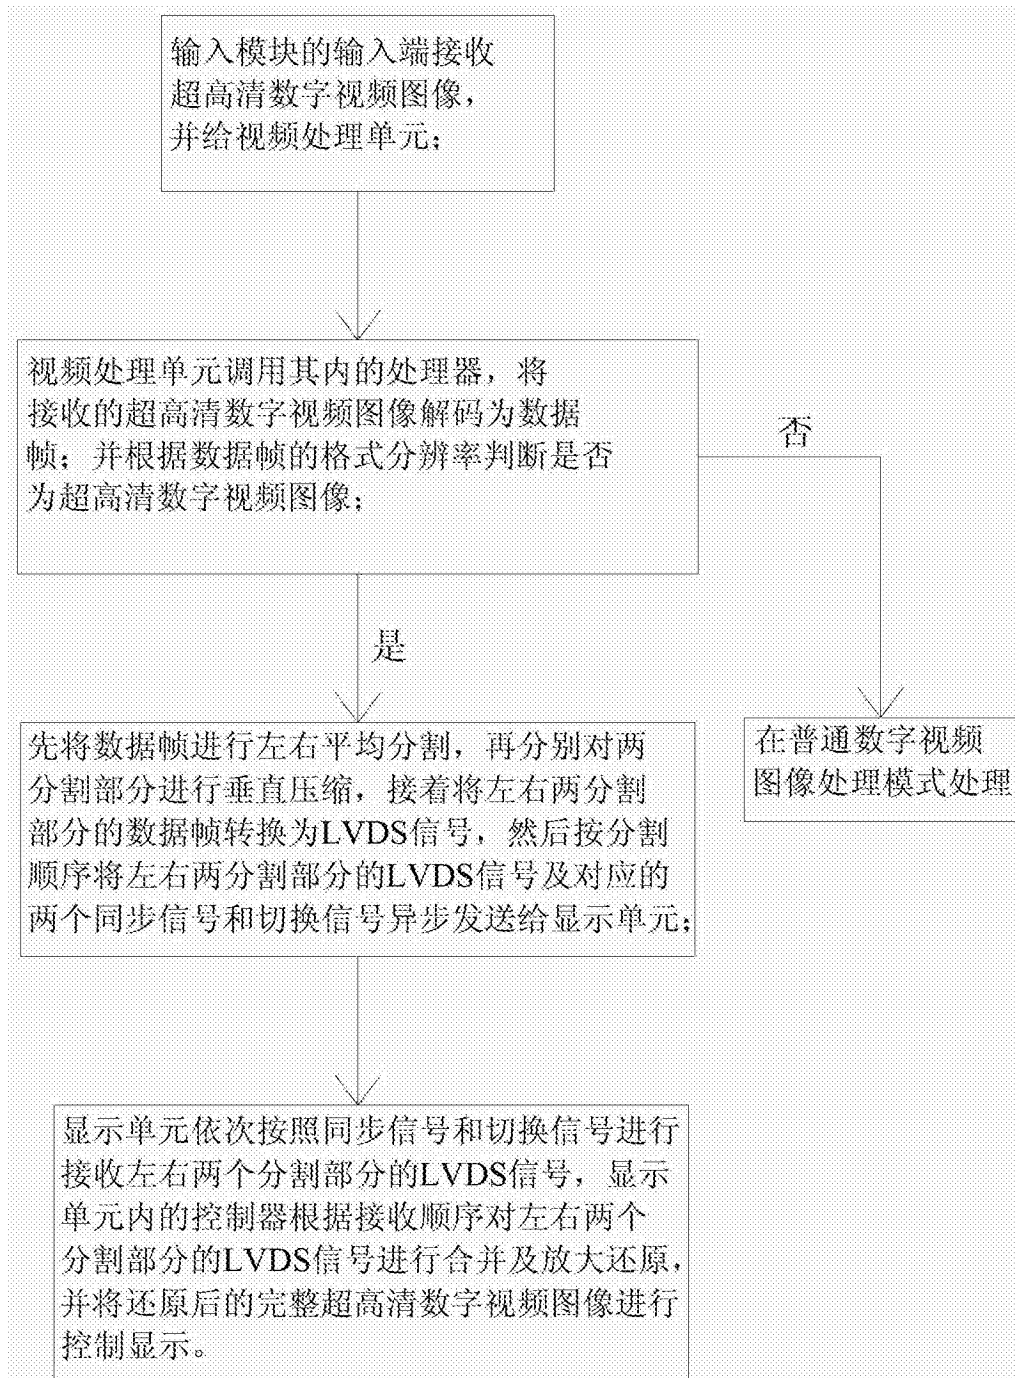 输入模块的输入端接收
超高清数字视频图像，
并给视频处理单元；
视频处理单元调用其内的处理器，将
接收的超高清数字视频图像解码为数据
帧；并根据数据帧的格式分辨率判断是否
为超高清数字视频图像；
否
是
先将数据帧进行左右平均分割，再分别对两
分割部分进行垂直压缩，接着将左右两分割
部分的数据帧转换为LVDS信号，然后按分割
顺序将左右两分割部分的LVDS信号及对应的
两个同步信号和切换信号异步发送给显示单元；
在普通数字视频
图像处理模式处理
显示单元依次按照同步信号和切换信号进行
接收左右两个分割部分的LVDS信号，显示
单元内的控制器根据接收顺序对左右两个
分割部分的LVDS信号进行合并及放大还原，
并将还原后的完整超高清数字视频图像进行
控制显示。